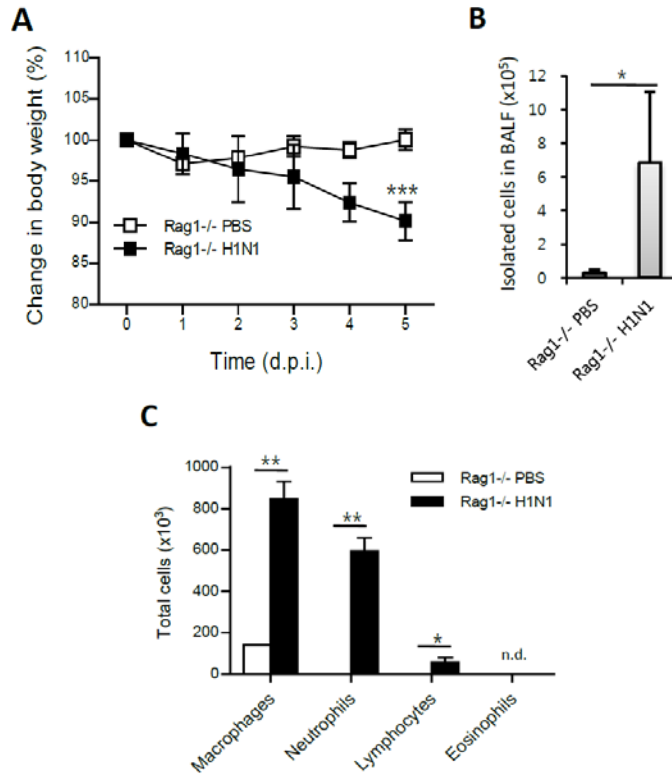 A
Change in body weight (%)
110
105
100
95
90
85
80
***
Rag1-/- PBS
Rag1-/- H1N1
0 1 2 3 4 5
Time (d.p.i.)
B
Isolated cells in BALF (x10⁵)
12
10
8
6
4
2
0
*
Rag1-/- PBS
Rag1-/- H1N1
C
Total cells (x10³)
1000
800
600
400
200
0
**
**
*
n.d.
Rag1-/- PBS
Rag1-/- H1N1
Macrophages
Neutrophils
Lymphocytes
Eosinophils